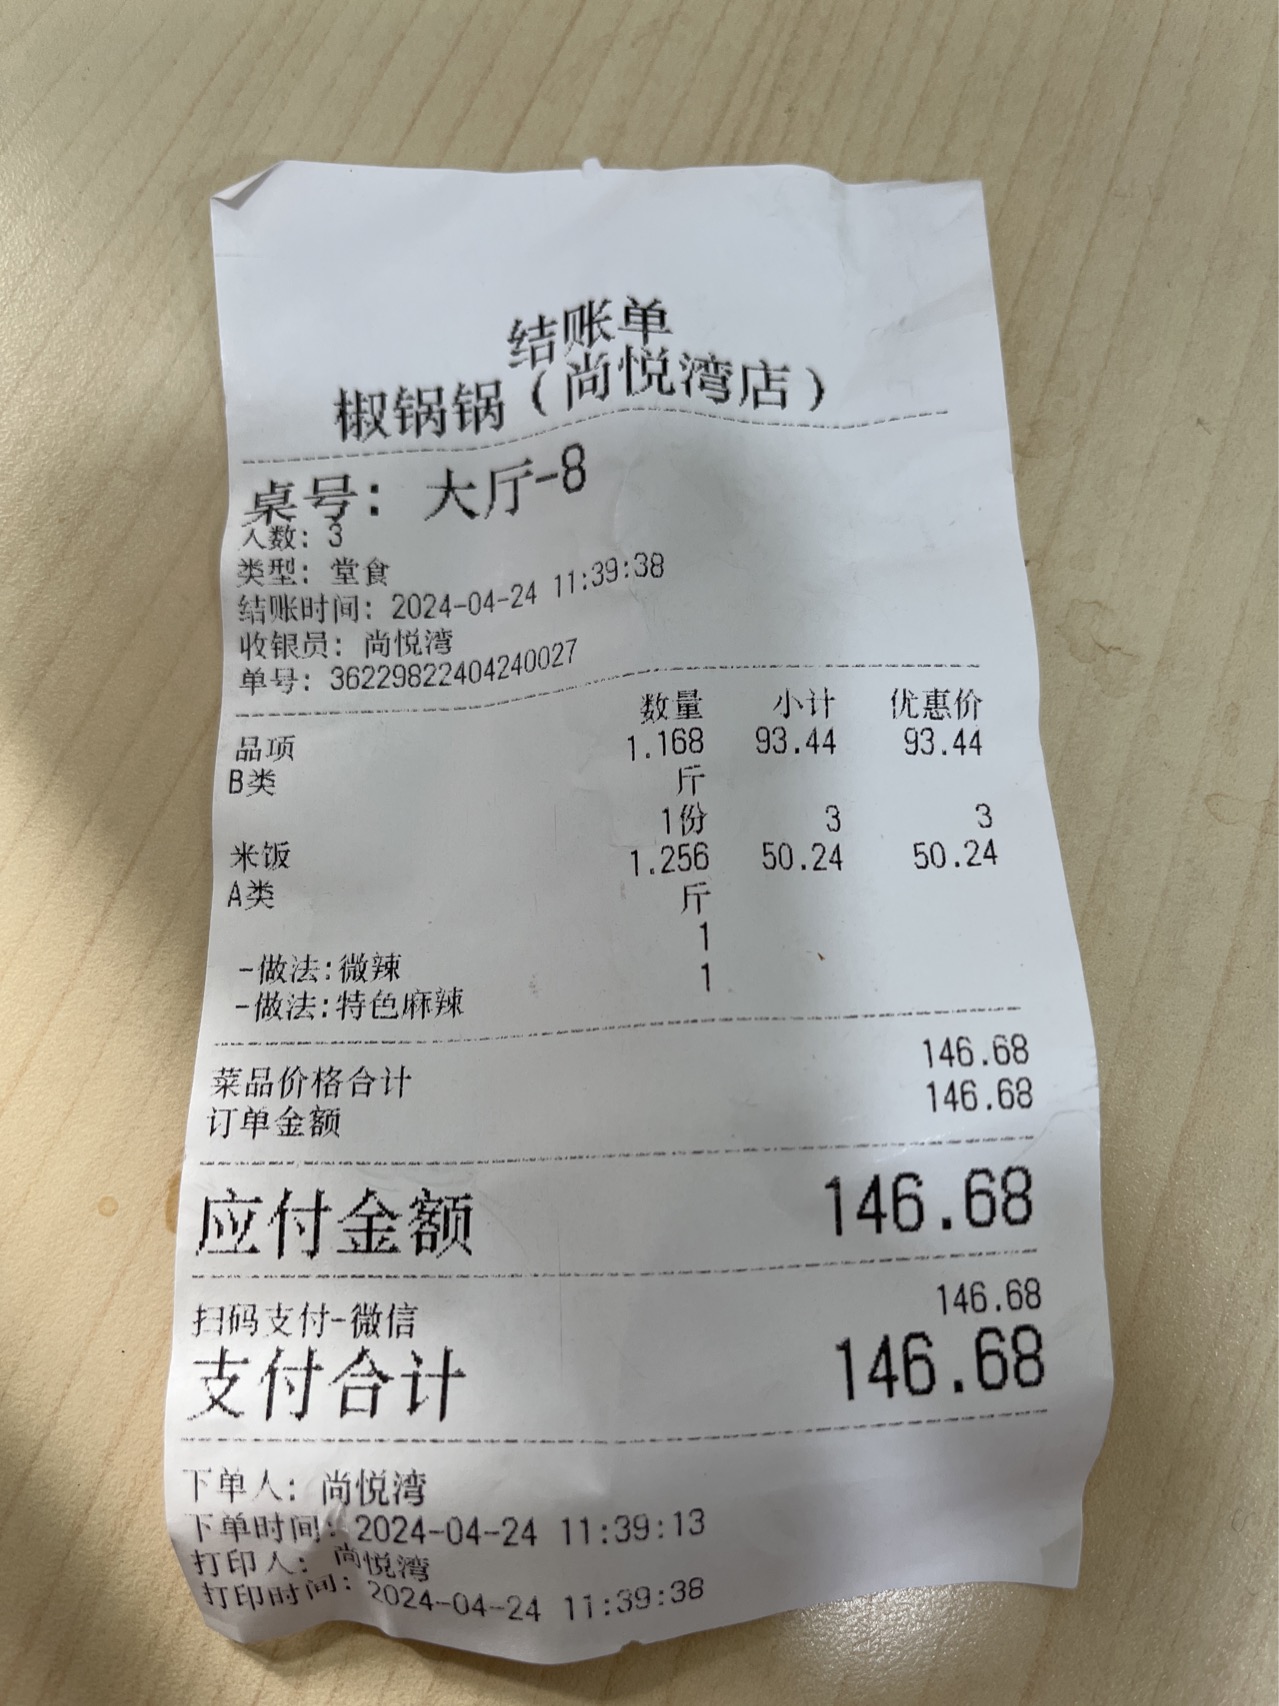 结账单
椒锅锅（尚悦湾店）
桌号： 大厅-8
人数： 3
类型： 堂食
结账时间： 2024-04-24 11:39:38
收银员： 尚悦湾
单号： 36229822404240027
品项 数量 小计 优惠价
B类 1.168 93.44 93.44
斤
米饭 1份 3 3
A类 1.256 50.24 50.24
斤
-做法:微辣 1
-做法:特色麻辣 1
菜品价格合计 146.68
订单金额 146.68
应付金额 146.68
扫码支付-微信 146.68
支付合计 146.68
下单人： 尚悦湾
下单时间： 2024-04-24 11:39:13
打印人： 尚悦湾
打印时间： 2024-04-24 11:39:38